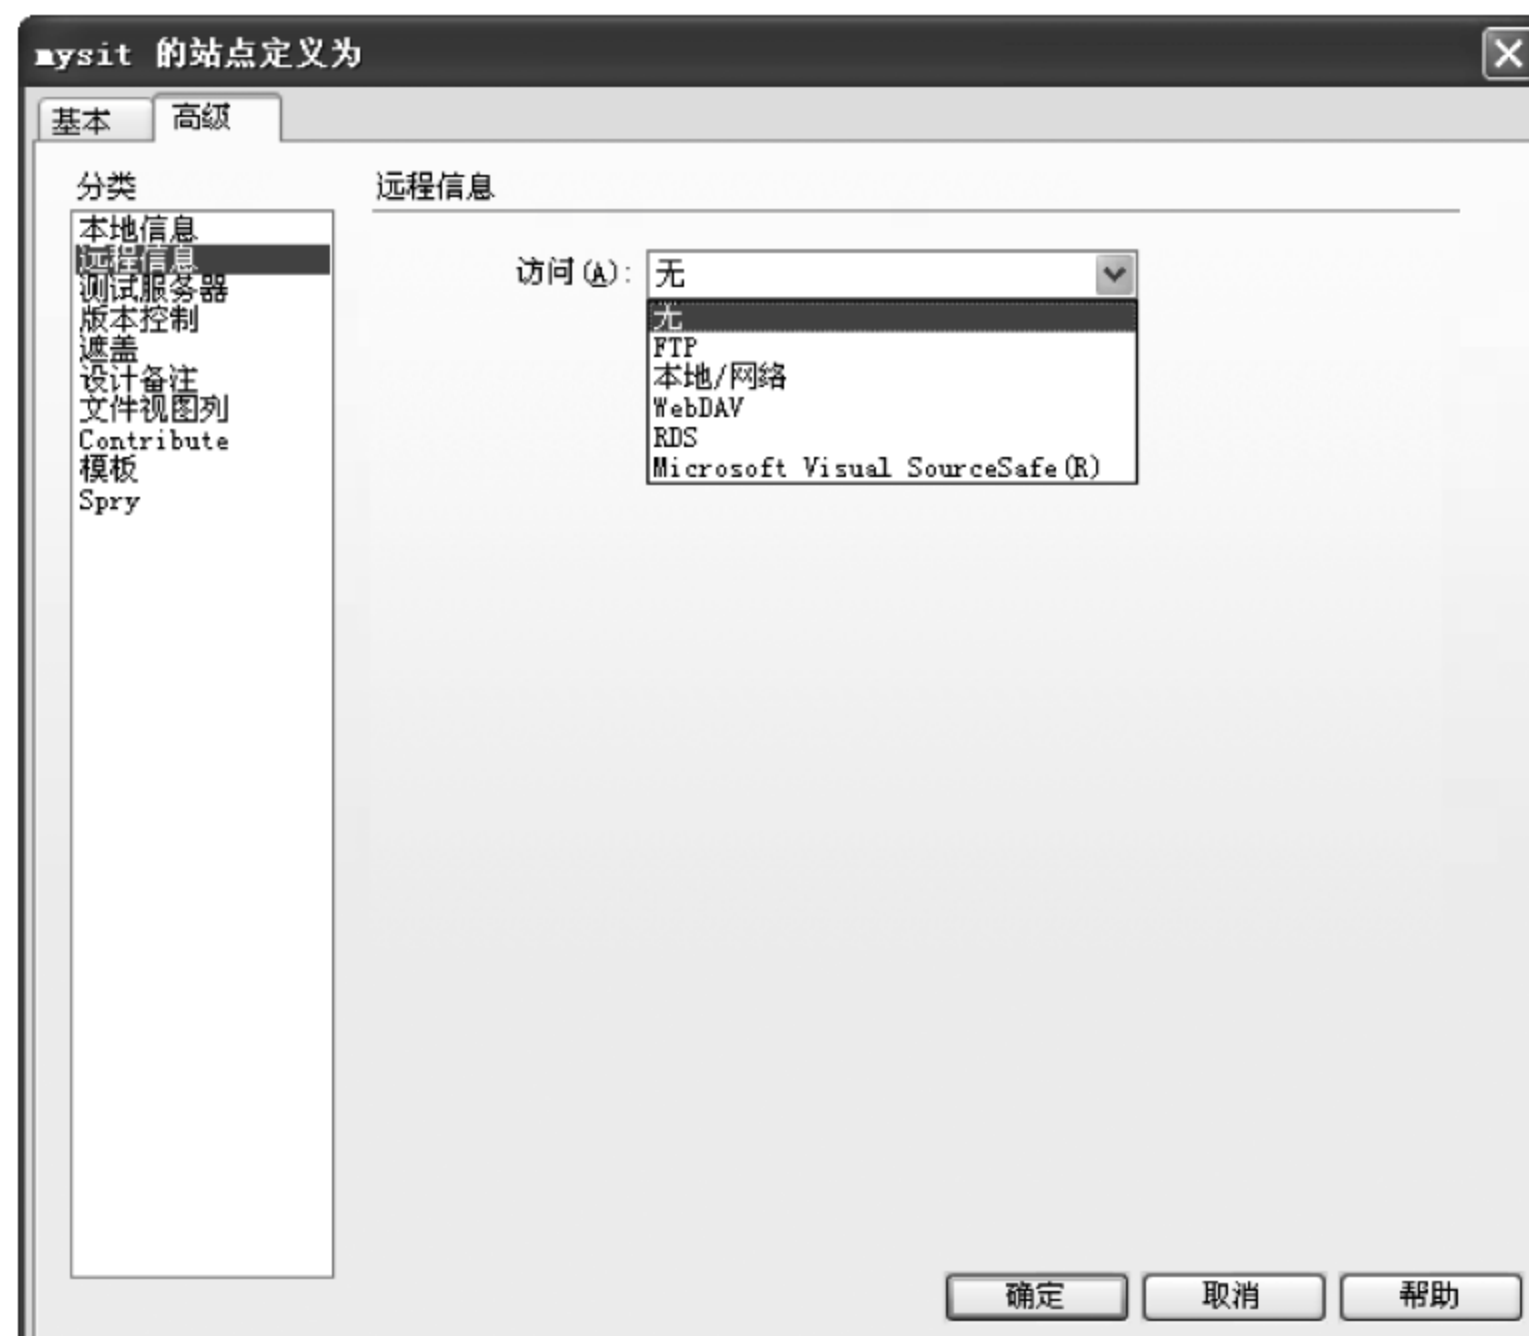 mysit 的站点定义为
基本
高级
分类
远程信息
本地信息
远程信息
测试服务器
版本控制
遮盖
设计备注
文件视图列
Contribute
模板
Spry
访问(A):
无
无
FTP
本地/网络
WebDAV
RDS
Microsoft Visual SourceSafe(R)
确定
取消
帮助